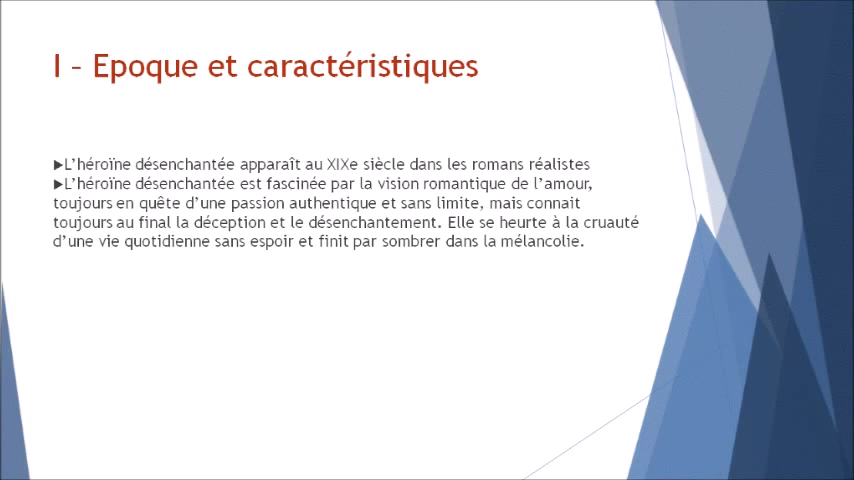 I – Epoque et caractéristiques
▶L’héroïne désenchantée apparaît au XIXe siècle dans les romans réalistes
▶L’héroïne désenchantée est fascinée par la vision romantique de l’amour,
toujours en quête d’une passion authentique et sans limite, mais connait
toujours au final la déception et le désenchantement. Elle se heurte à la cruauté
d’une vie quotidienne sans espoir et finit par sombrer dans la mélancolie.